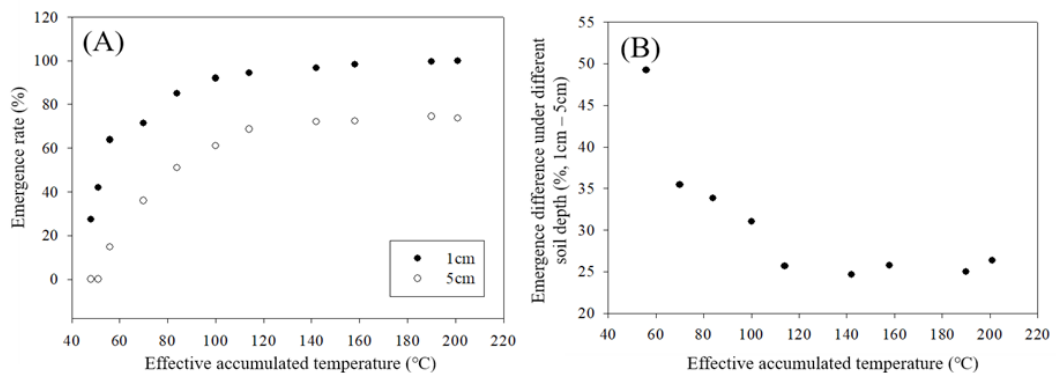 (A)
Emergence rate (%)
120
100
80
60
40
20
0
1cm
5cm
40 60 80 100 120 140 160 180 200 220
Effective accumulated temperature (℃)
(B)
Emergence difference under different
soil depth (%, 1cm – 5cm)
55
50
45
40
35
30
25
20
40 60 80 100 120 140 160 180 200 220
Effective accumulated temperature (℃)